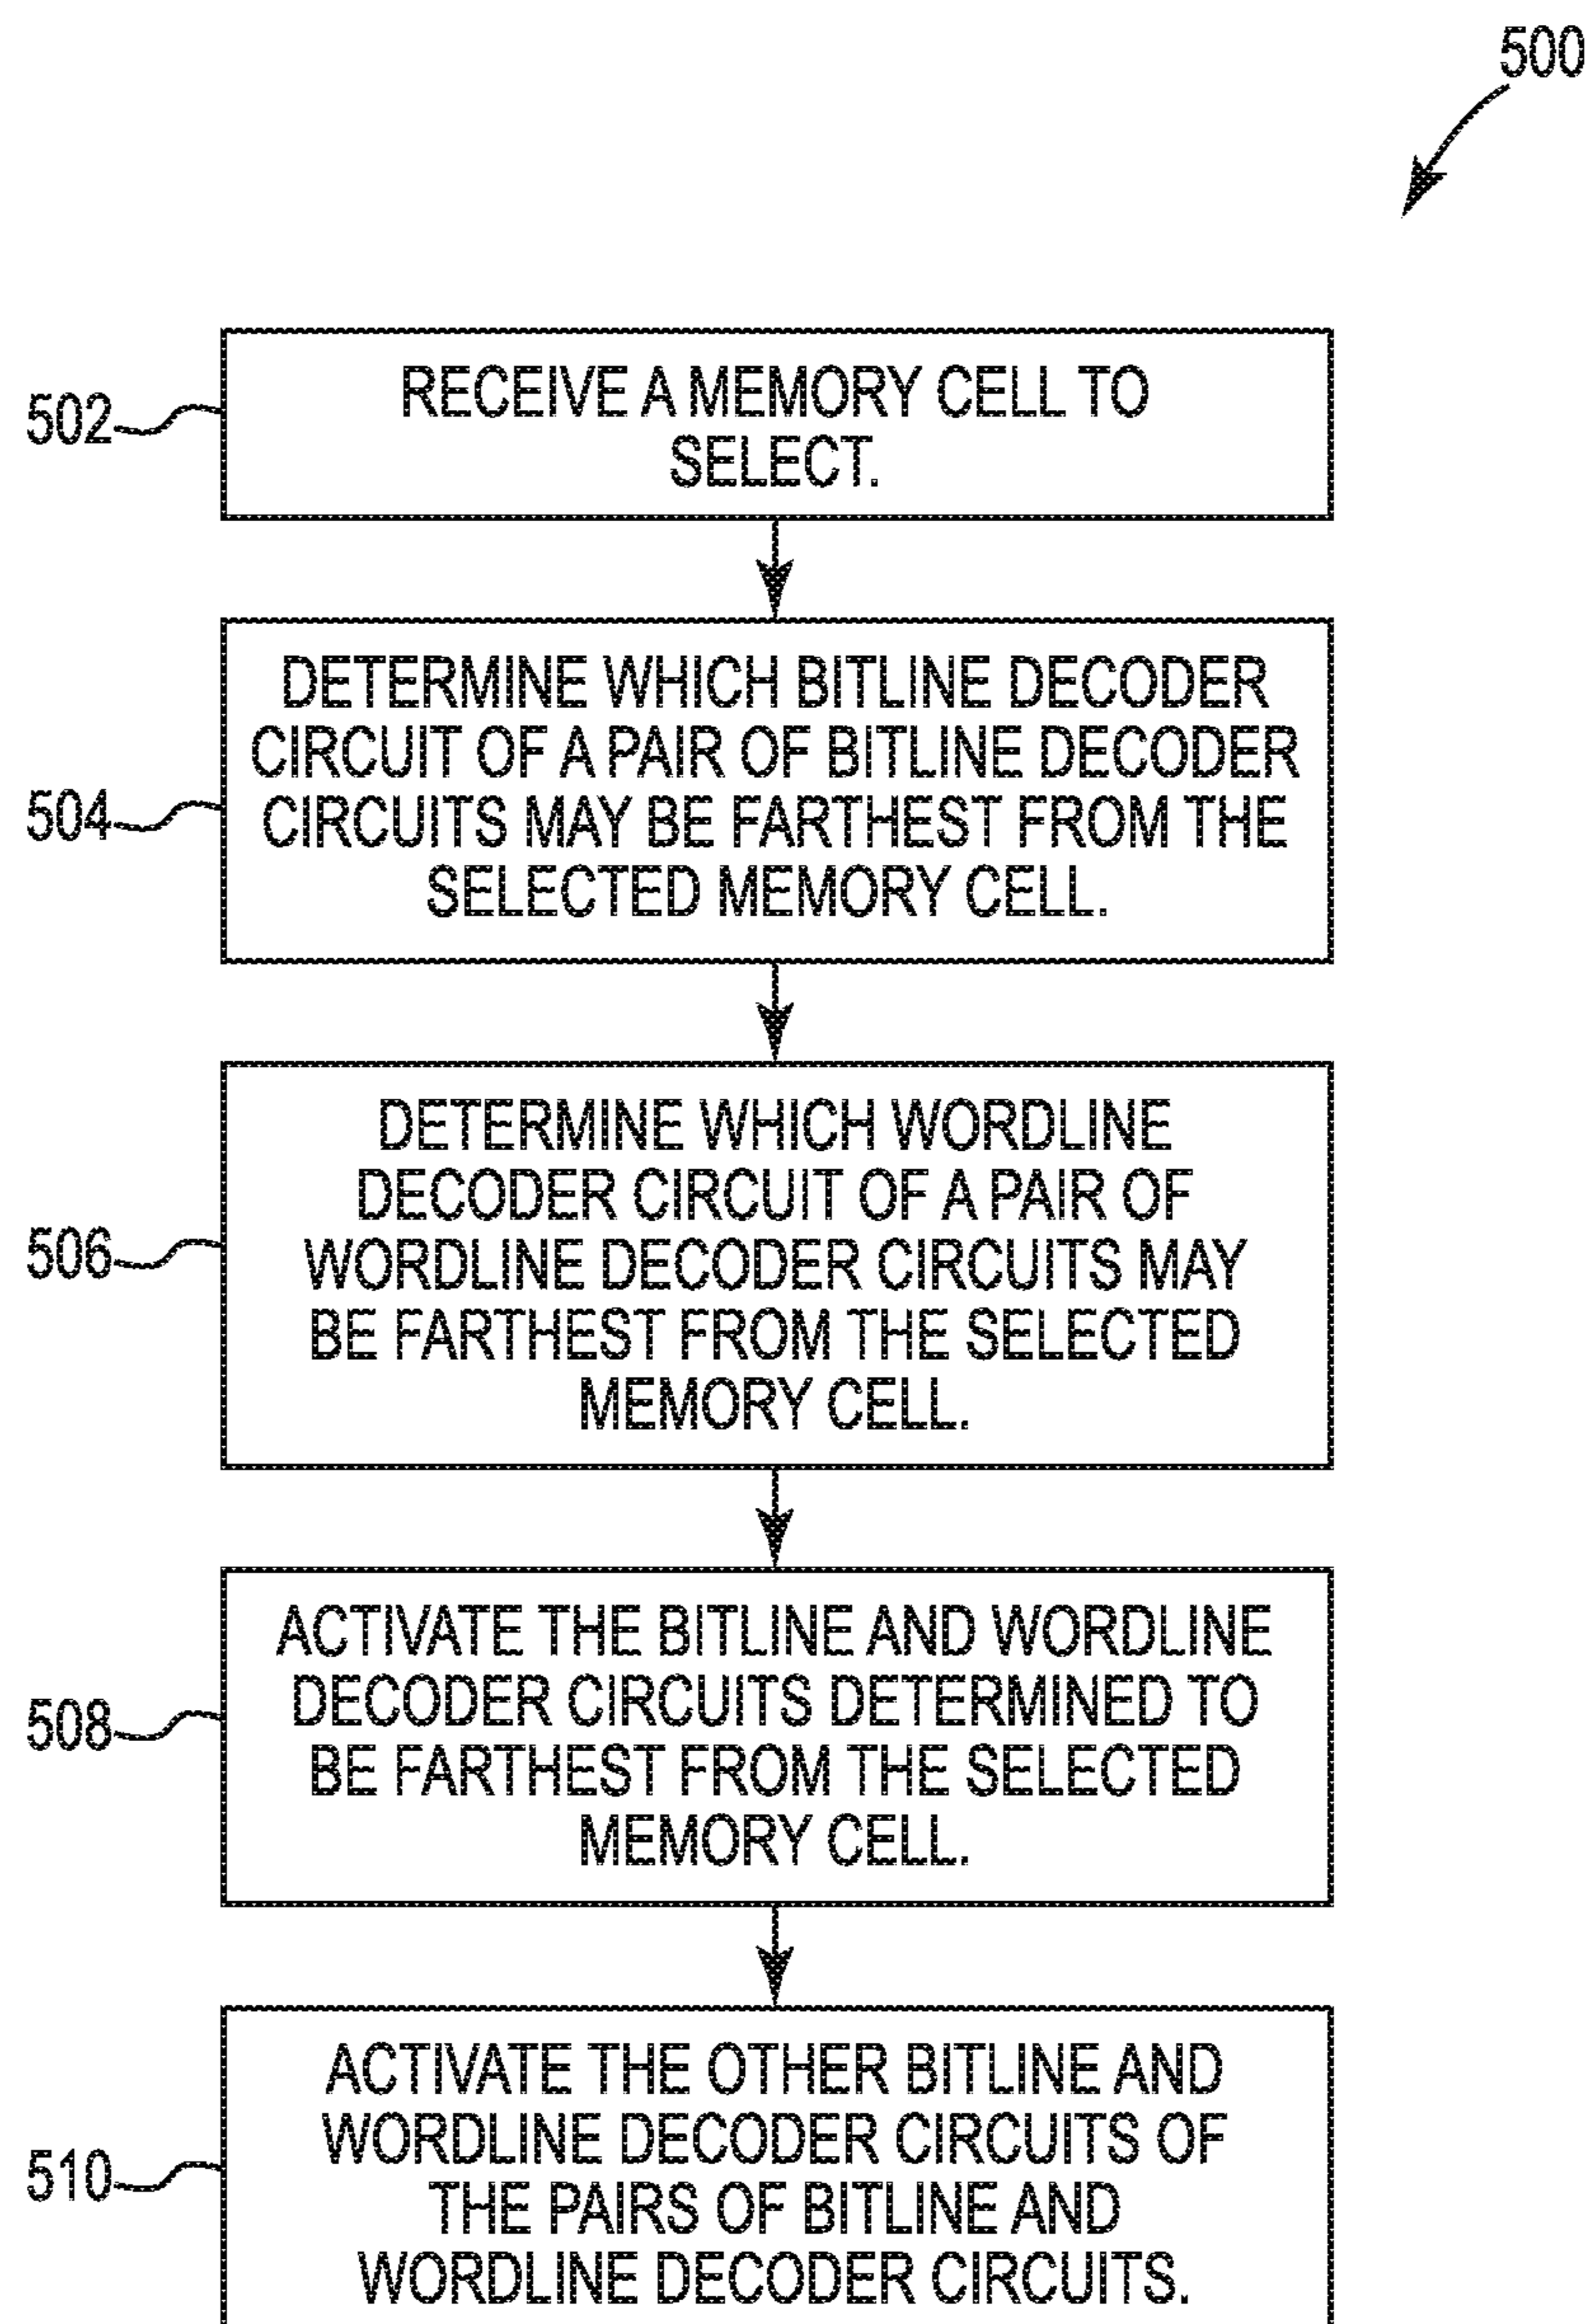 500
502
RECEIVE A MEMORY CELL TO
SELECT.
504
DETERMINE WHICH BITLINE DECODER
CIRCUIT OF A PAIR OF BITLINE DECODER
CIRCUITS MAY BE FARTHEST FROM THE
SELECTED MEMORY CELL.
506
DETERMINE WHICH WORDLINE
DECODER CIRCUIT OF A PAIR OF
WORDLINE DECODER CIRCUITS MAY
BE FARTHEST FROM THE SELECTED
MEMORY CELL.
508
ACTIVATE THE BITLINE AND WORDLINE
DECODER CIRCUITS DETERMINED TO
BE FARTHEST FROM THE SELECTED
MEMORY CELL.
510
ACTIVATE THE OTHER BITLINE AND
WORDLINE DECODER CIRCUITS OF
THE PAIRS OF BITLINE AND
WORDLINE DECODER CIRCUITS.